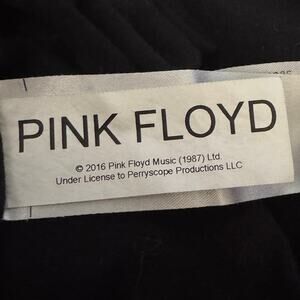 PINK FLOYD
© 2016 Pink Floyd Music (1987) Ltd.
Under License to Perryscope Productions LLC